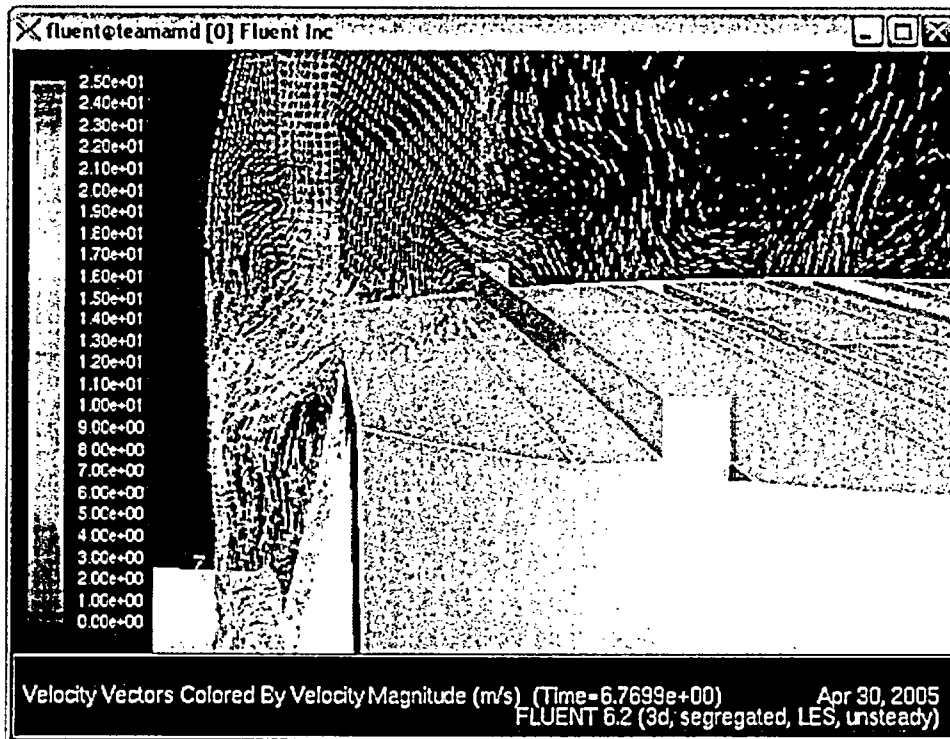 fluent@teamamd [0] Fluent Inc
2.50e+01
2.40e+01
2.30e+01
2.20e+01
2.10e+01
2.00e+01
1.90e+01
1.80e+01
1.70e+01
1.60e+01
1.50e+01
1.40e+01
1.30e+01
1.20e+01
1.10e+01
1.00e+01
9.00e+00
8.00e+00
7.00e+00
6.00e+00
5.00e+00
4.00e+00
3.00e+00
2.00e+00
1.00e+00
0.00e+00
Z
Velocity Vectors Colored By Velocity Magnitude (m/s) (Time=6.7699e+00) Apr 30, 2005
FLUENT 6.2 (3d, segregated, LES, unsteady)